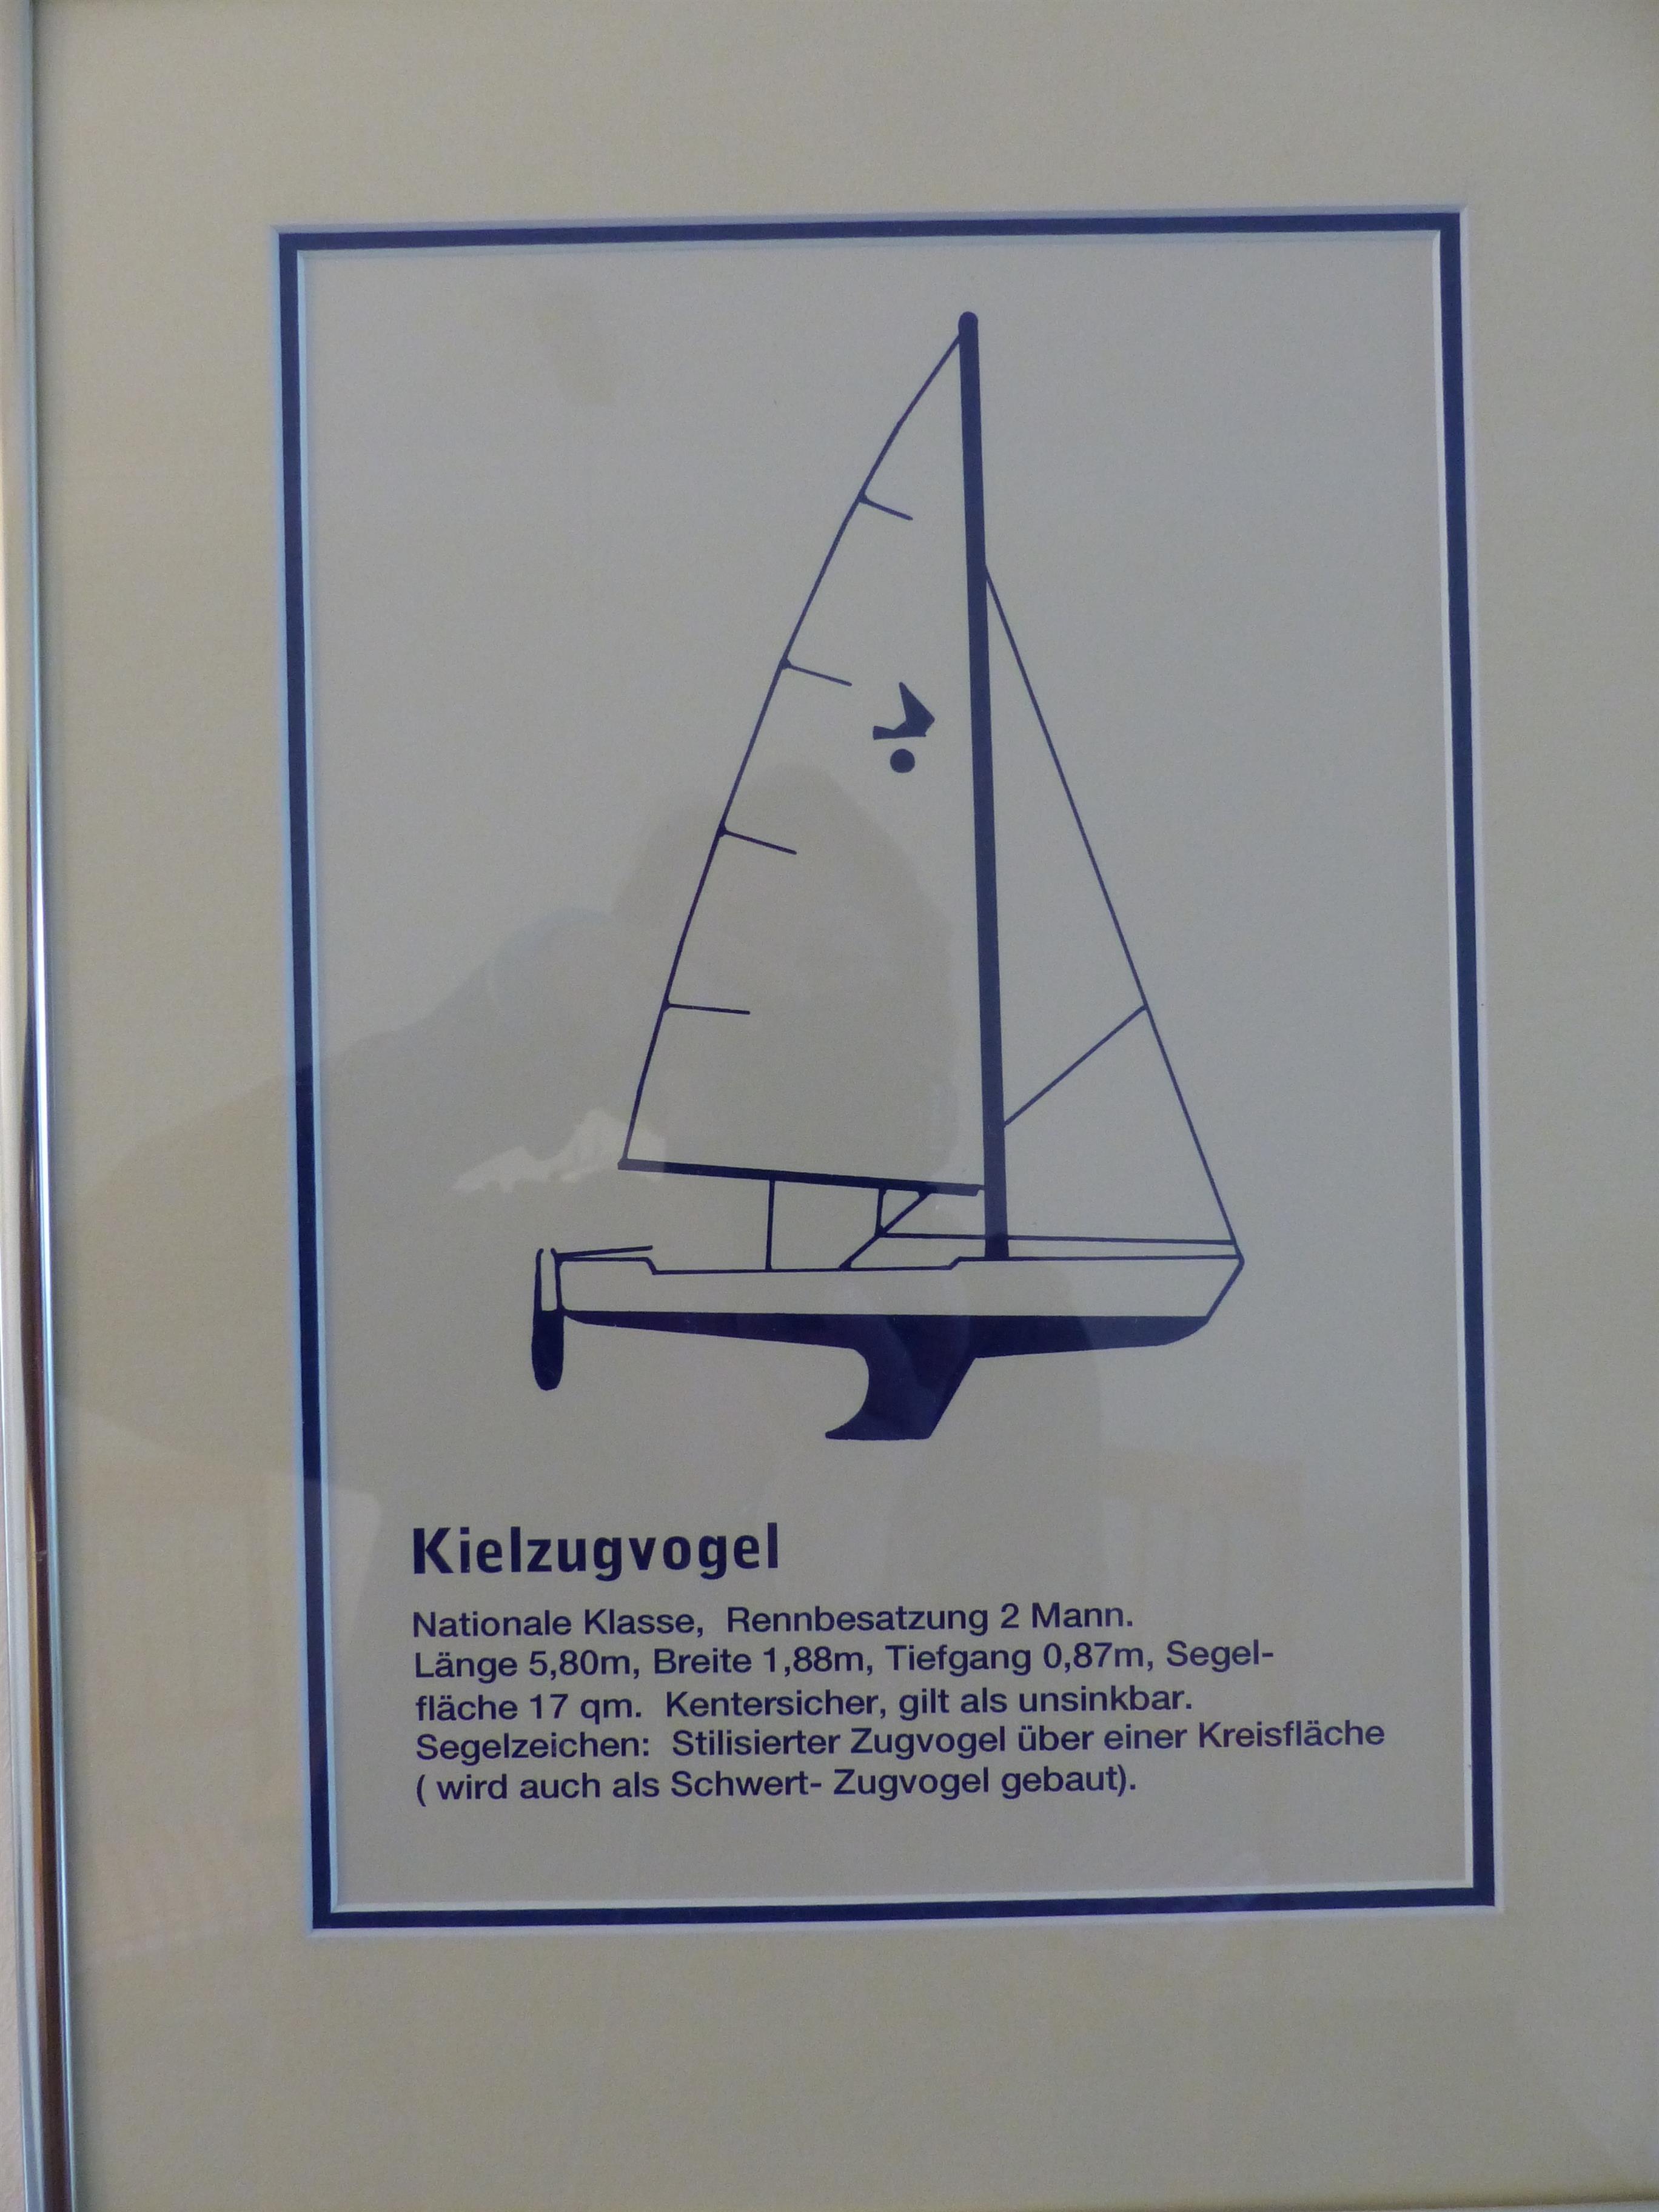 Kielzugvogel
Nationale Klasse, Rennbesatzung 2 Mann.
Länge 5,80m, Breite 1,88m, Tiefgang 0,87m, Segel-
fläche 17 qm. Kentersicher, gilt als unsinkbar.
Segelzeichen: Stilisierter Zugvogel über einer Kreisfläche
( wird auch als Schwert- Zugvogel gebaut).